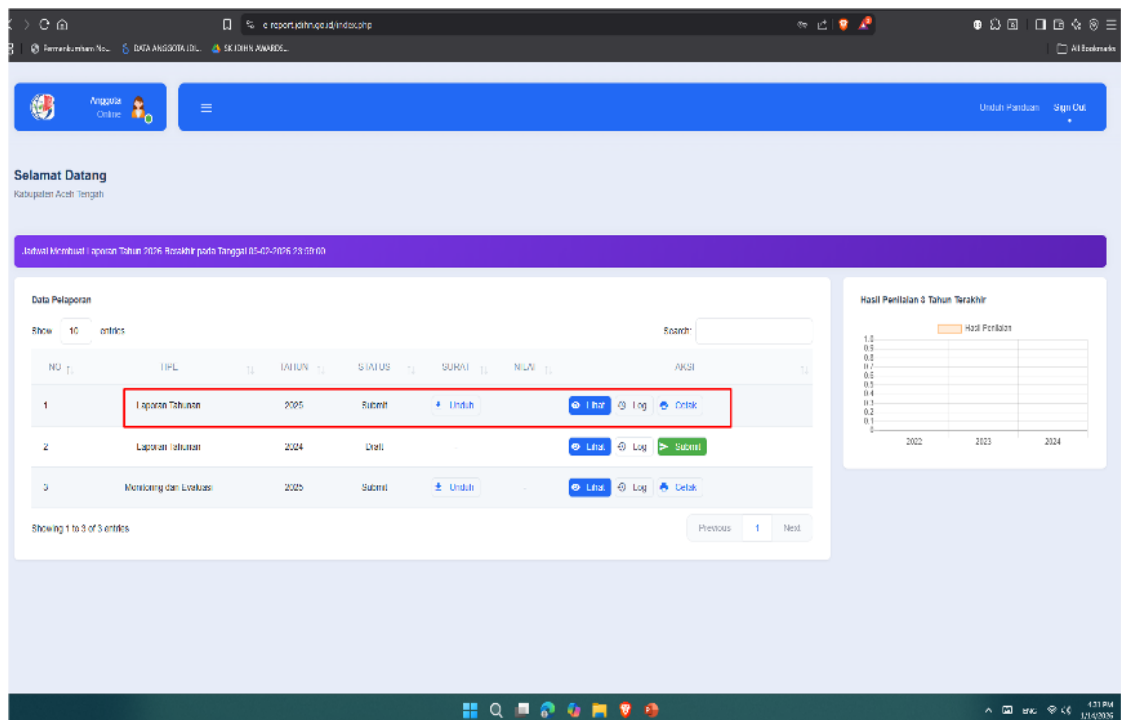 e-report.jdihn.go.id/index.php
Permenkumham No...
DATA ANGGOTA JDI...
SK JDIHN AWARDS...
All Bookmarks
Anggota
Online
Unduh Panduan
Sign Out
Selamat Datang
Kabupaten Aceh Tengah
Jadwal Membuat Laporan Tahun 2026 Berakhir pada Tanggal 05-02-2026 23:59:00
Data Pelaporan
Show 10 entries
Search:
NO TIPE TAHUN STATUS SURAT NILAI AKSI
1 Laporan Tahunan 2025 Submit Unduh Lihat Log Cetak
2 Laporan Tahunan 2024 Draft Lihat Log Submit
3 Monitoring dan Evaluasi 2025 Submit Unduh - Lihat Log Cetak
Showing 1 to 3 of 3 entries
Previous 1 Next
Hasil Penilaian 3 Tahun Terakhir
Hasil Penilaian
1.0
0.9
0.8
0.7
0.6
0.5
0.4
0.3
0.2
0.1
0
2022 2023 2024
ENG
4:31 PM
1/14/2026